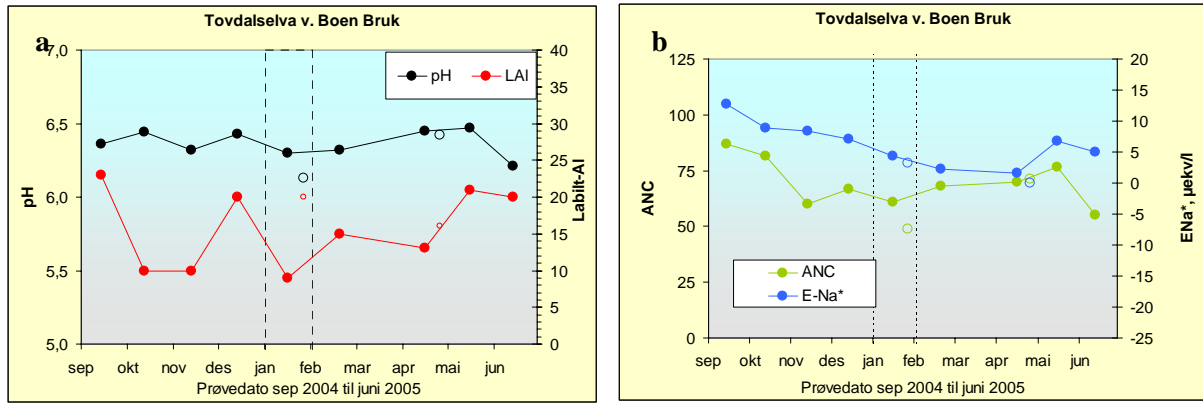 Tovdalselva v. Boen Bruk
a
7,0
6,5
6,0
5,5
5,0
pH
pH LAl
40
35
30
25
20
15
10
5
0
Labilt-Al
sep okt nov des jan feb mar apr mai jun
Prøvedato sep 2004 til juni 2005
Tovdalselva v. Boen Bruk
b
125
100
75
50
25
0
ANC
ANC
E-Na*
20
15
10
5
0
-5
-10
-15
-20
-25
ENa*, µekv/l
sep okt nov des jan feb mar apr mai jun
Prøvedato sep 2004 til juni 2005